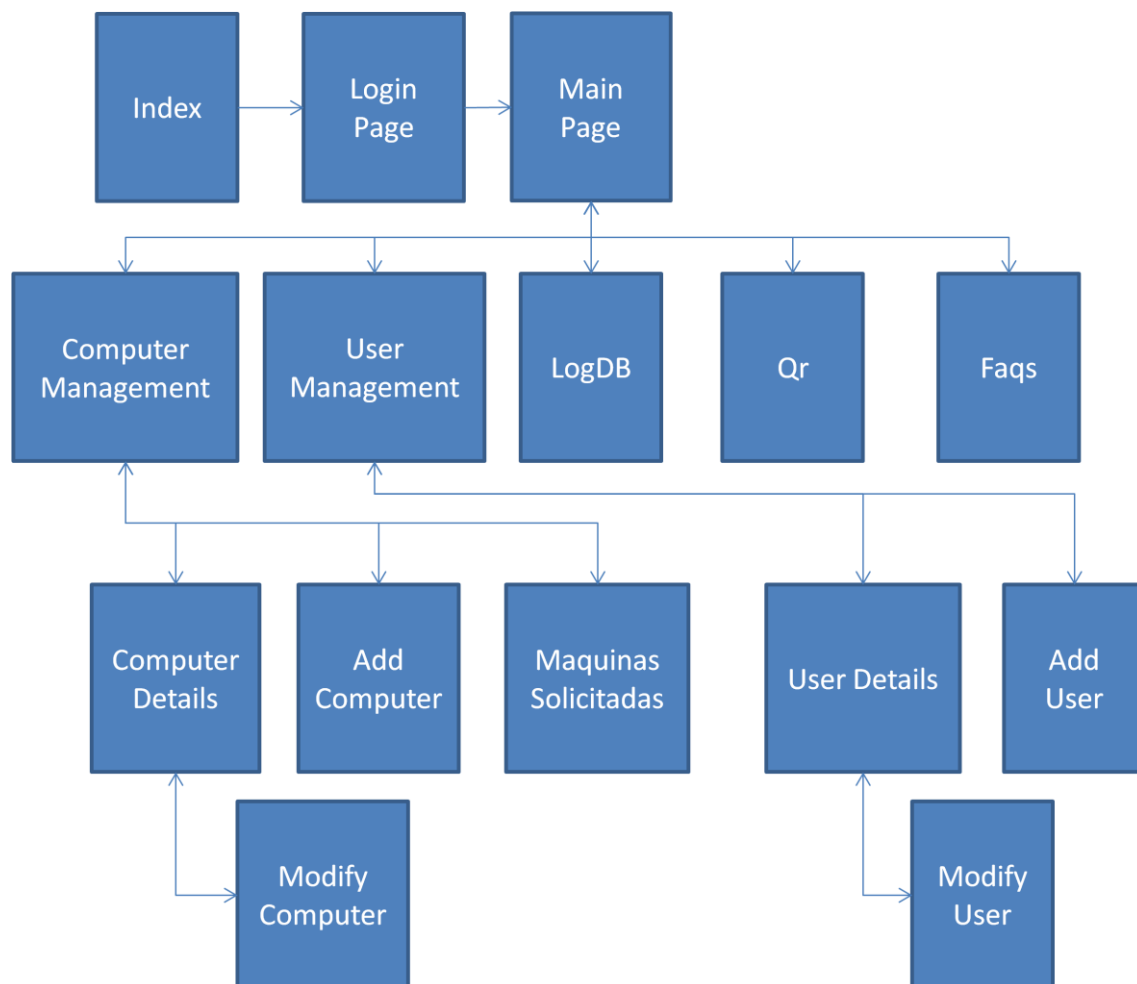 Index
Login
Page
Main
Page
Computer
Management
User
Management
LogDB
Qr
Faqs
Computer
Details
Add
Computer
Maquinas
Solicitadas
User Details
Add
User
Modify
Computer
Modify
User